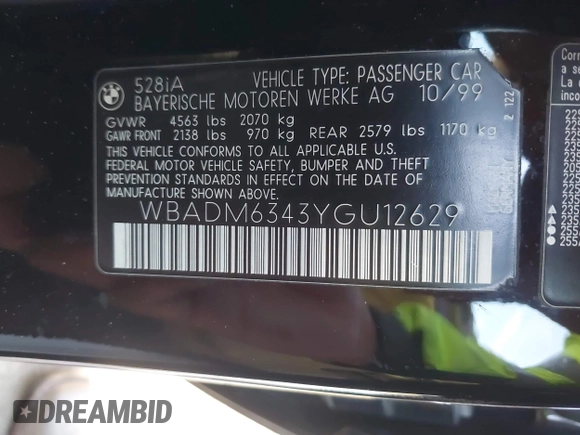 528iA VEHICLE TYPE: PASSENGER CAR
BAYERISCHE MOTOREN WERKE AG 10/99
GVWR 4563 lbs 2070 kg
GAWR FRONT 2138 lbs 970 kg REAR 2579 lbs 1170 kg
THIS VEHICLE CONFORMS TO ALL APPLICABLE U.S.
FEDERAL MOTOR VEHICLE SAFETY, BUMPER AND THEFT
PREVENTION STANDARDS IN EFFECT ON THE DATE OF
MANUFACTURE SHOWN ABOVE.
WBADM6343YGU12629
DREAMBID